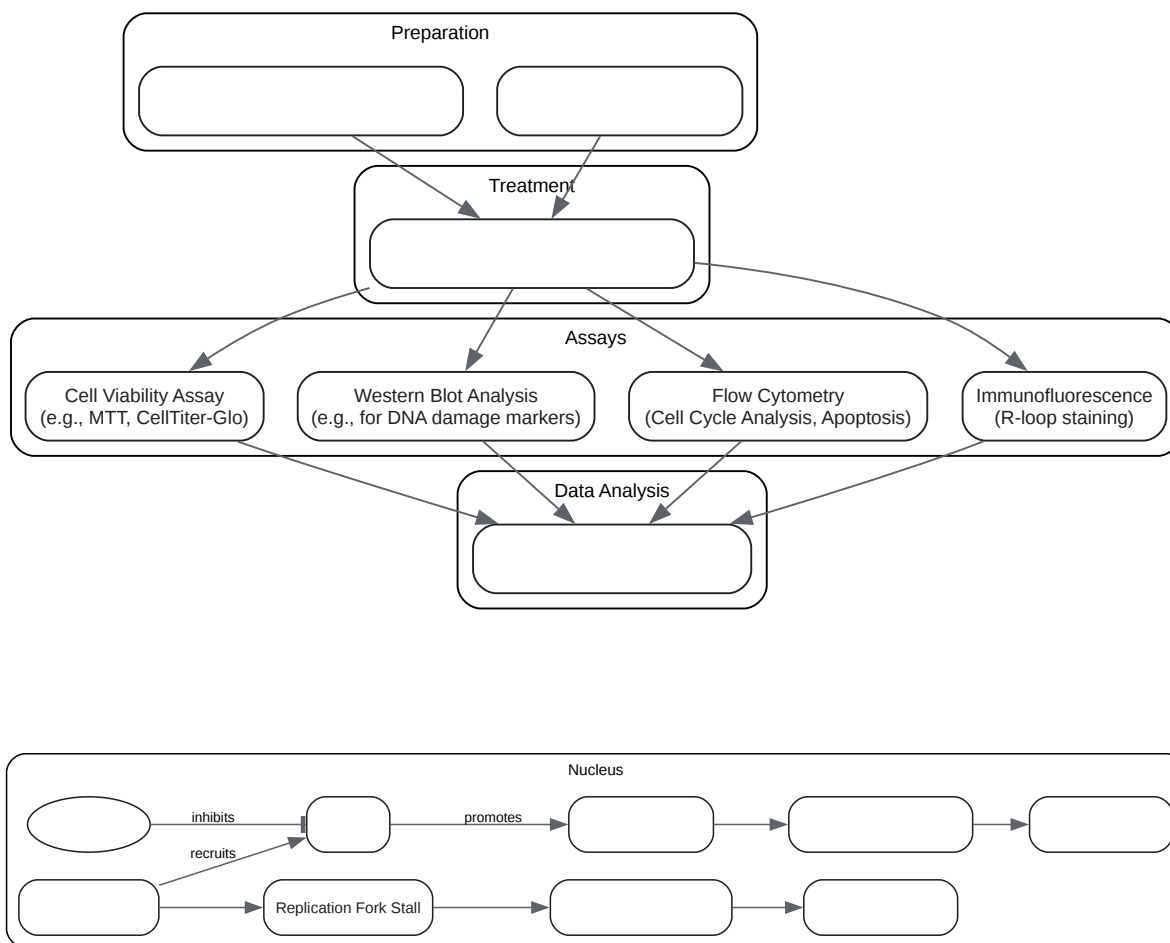 Preparation
Treatment
Assays
Cell Viability Assay
(e.g., MTT, CellTiter-Glo)
Western Blot Analysis
(e.g., for DNA damage markers)
Flow Cytometry
(Cell Cycle Analysis, Apoptosis)
Immunofluorescence
(R-loop staining)
Data Analysis
Nucleus
inhibits
promotes
recruits
Replication Fork Stall